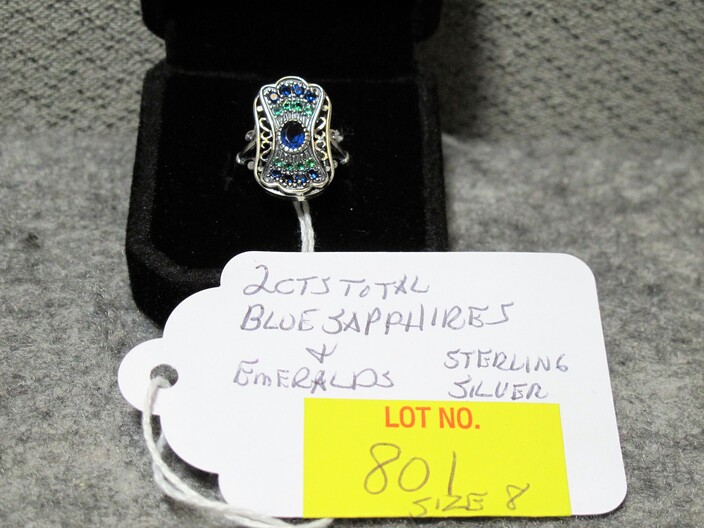 2CTS TOTAL
BLUE SAPPHIRES
&
EMERALDS
STERLING
SILVER
LOT NO.
801
SIZE 8